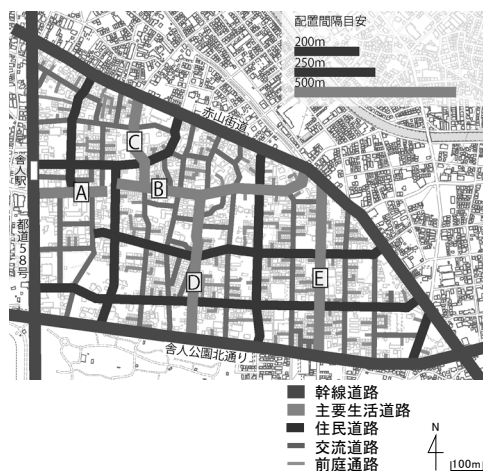 配置間隔目安
200m
250m
500m
赤山街道
舎人駅
都道58号
A
B
C
D
E
舎人公園北通り
幹線道路
主要生活道路
住民道路
交流道路
前庭通路
N
100m